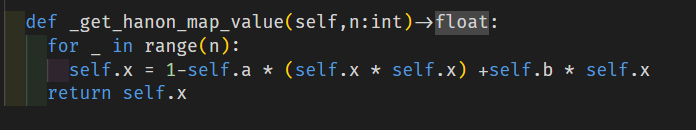 def _get_hanon_map_value(self,n:int)->float:
for _ in range(n):
self.x = 1-self.a * (self.x * self.x) +self.b * self.x
return self.x